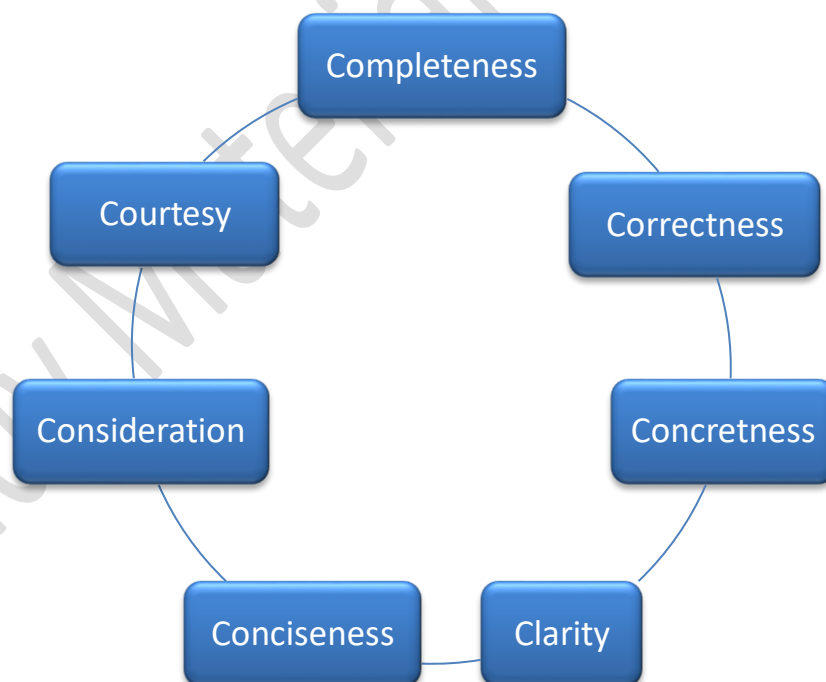 Completeness
Correctness
Concretness
Clarity
Conciseness
Consideration
Courtesy